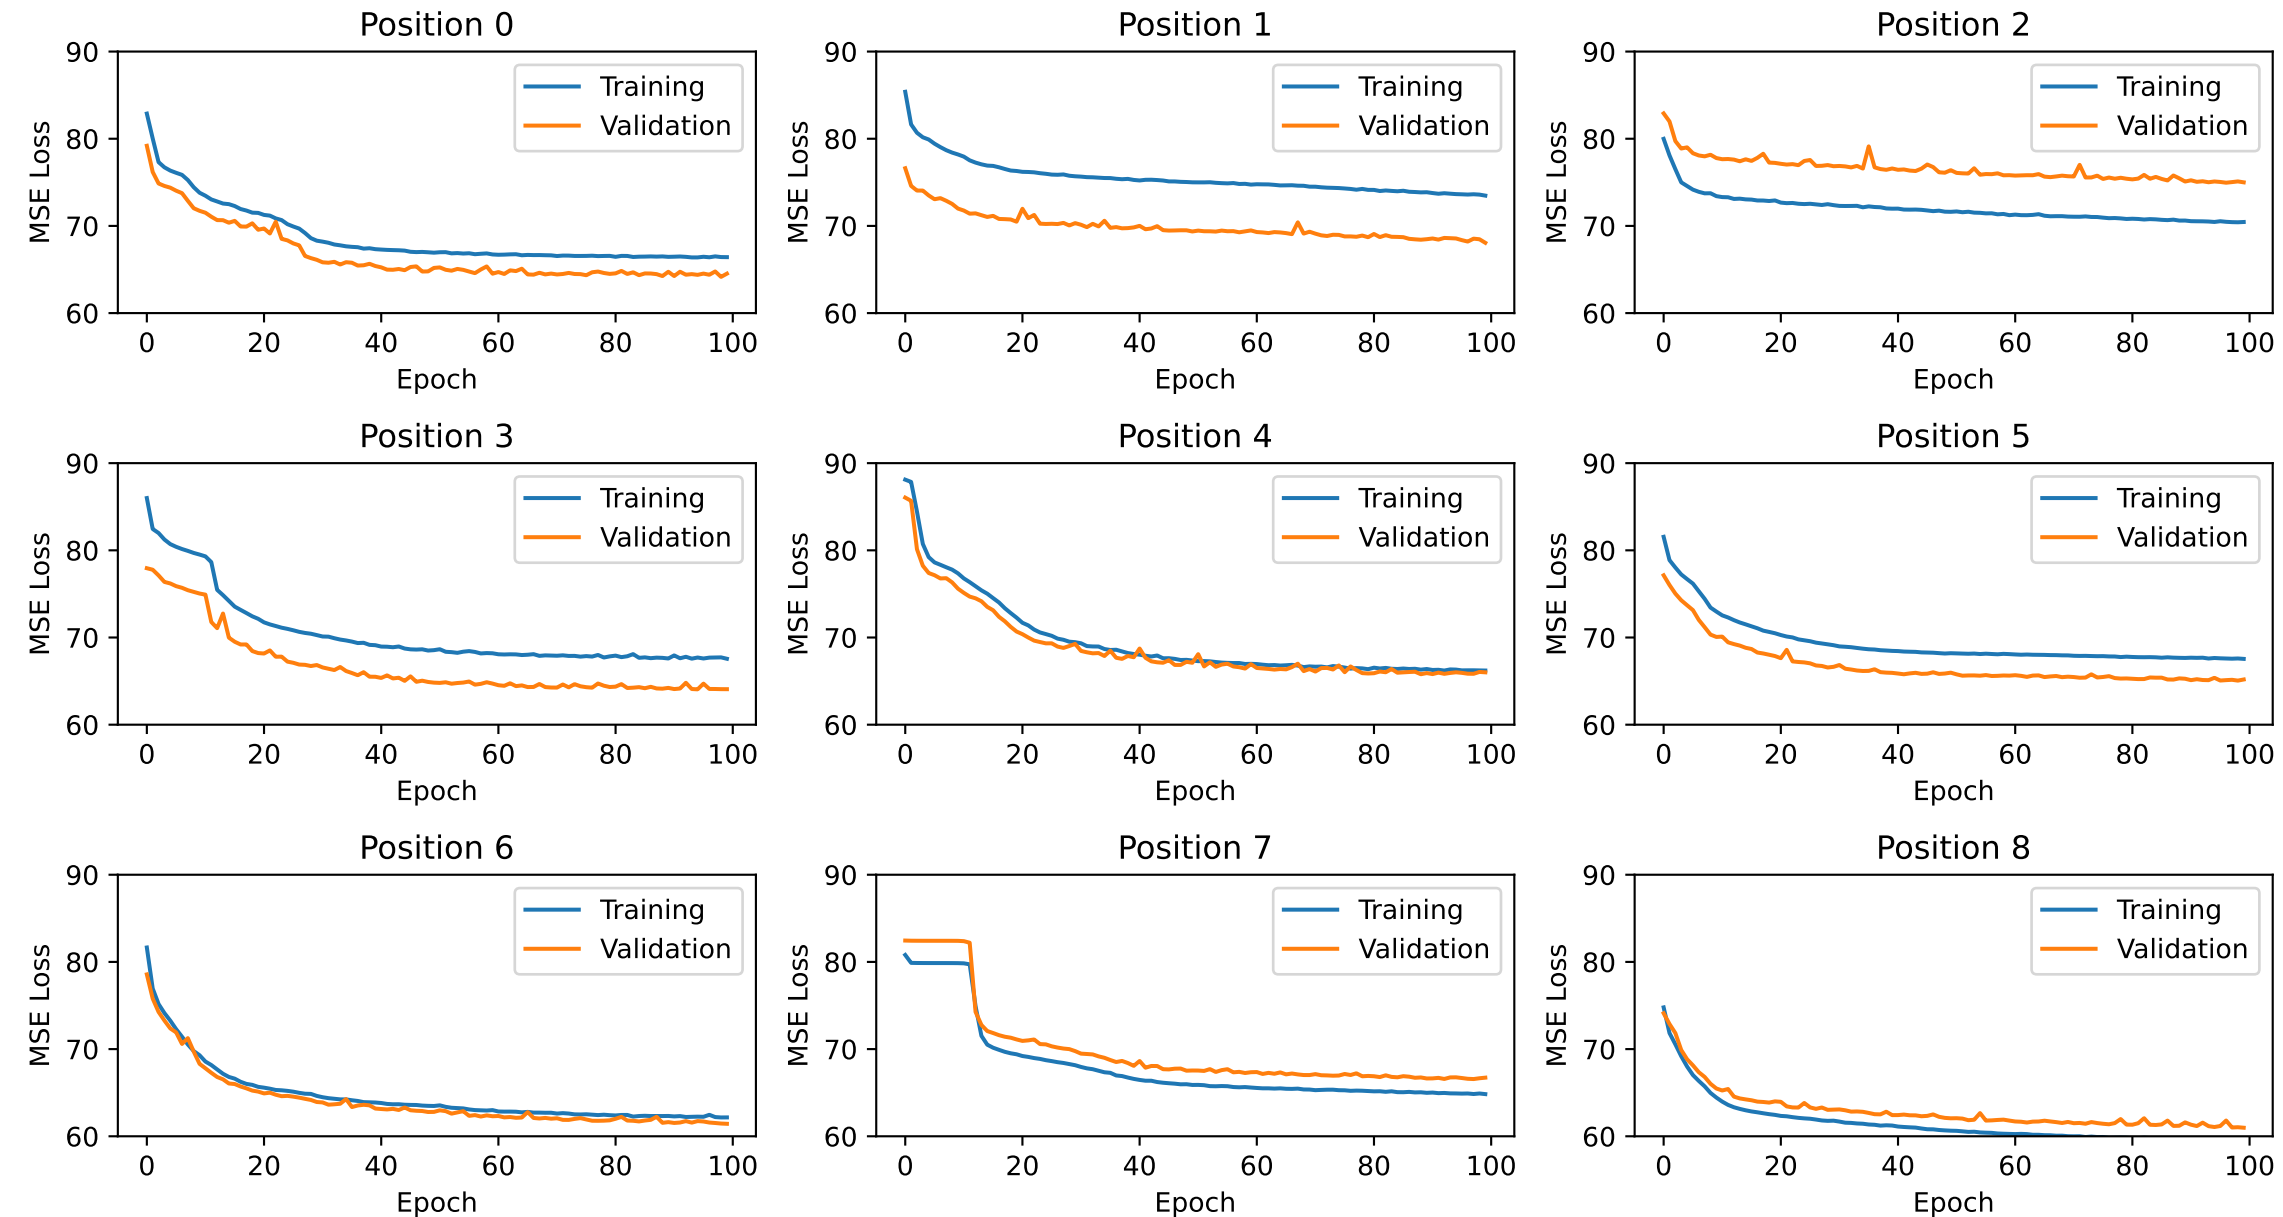 Position 0
90
80
70
60
MSE Loss
Training
Validation
0 20 40 60 80 100
Epoch
Position 1
90
80
70
60
MSE Loss
Training
Validation
0 20 40 60 80 100
Epoch
Position 2
90
80
70
60
MSE Loss
Training
Validation
0 20 40 60 80 100
Epoch
Position 3
90
80
70
60
MSE Loss
Training
Validation
0 20 40 60 80 100
Epoch
Position 4
90
80
70
60
MSE Loss
Training
Validation
0 20 40 60 80 100
Epoch
Position 5
90
80
70
60
MSE Loss
Training
Validation
0 20 40 60 80 100
Epoch
Position 6
90
80
70
60
MSE Loss
Training
Validation
0 20 40 60 80 100
Epoch
Position 7
90
80
70
60
MSE Loss
Training
Validation
0 20 40 60 80 100
Epoch
Position 8
90
80
70
60
MSE Loss
Training
Validation
0 20 40 60 80 100
Epoch